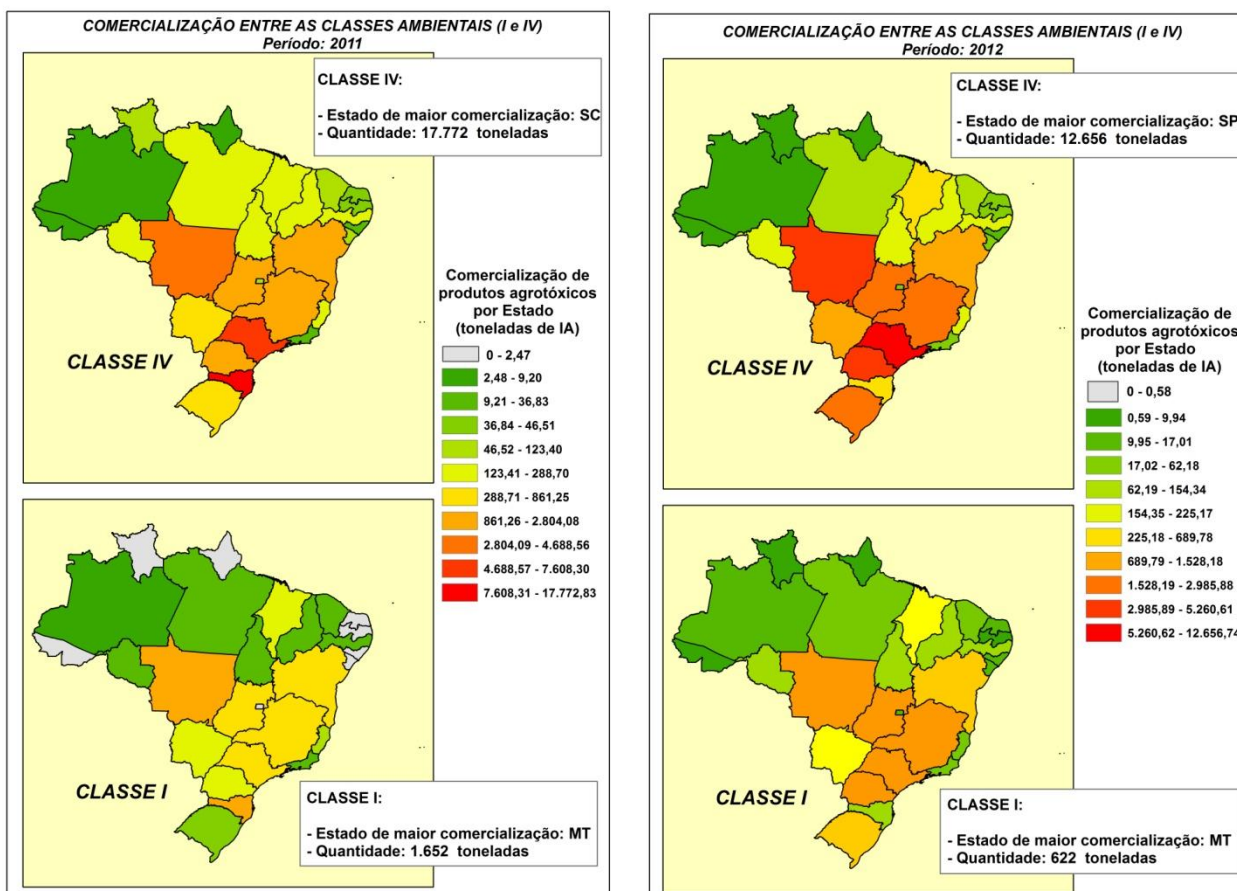 COMERCIALIZAÇÃO ENTRE AS CLASSES AMBIENTAIS (I e IV)
Período: 2011
CLASSE IV:
- Estado de maior comercialização: SC
- Quantidade: 17.772 toneladas
CLASSE IV
Comercialização de
produtos agrotóxicos
por Estado
(toneladas de IA)
0 - 2,47
2,48 - 9,20
9,21 - 36,83
36,84 - 46,51
46,52 - 123,40
123,41 - 288,70
288,71 - 861,25
861,26 - 2.804,08
2.804,09 - 4.688,56
4.688,57 - 7.608,30
7.608,31 - 17.772,83
CLASSE I
CLASSE I:
- Estado de maior comercialização: MT
- Quantidade: 1.652 toneladas
COMERCIALIZAÇÃO ENTRE AS CLASSES AMBIENTAIS (I e IV)
Período: 2012
CLASSE IV:
- Estado de maior comercialização: SP
- Quantidade: 12.656 toneladas
CLASSE IV
Comercialização de
produtos agrotóxicos
por Estado
(toneladas de IA)
0 - 0,58
0,59 - 9,94
9,95 - 17,01
17,02 - 62,18
62,19 - 154,34
154,35 - 225,17
225,18 - 689,78
689,79 - 1.528,18
1.528,19 - 2.985,88
2.985,89 - 5.260,61
5.260,62 - 12.656,74
CLASSE I
CLASSE I:
- Estado de maior comercialização: MT
- Quantidade: 622 toneladas